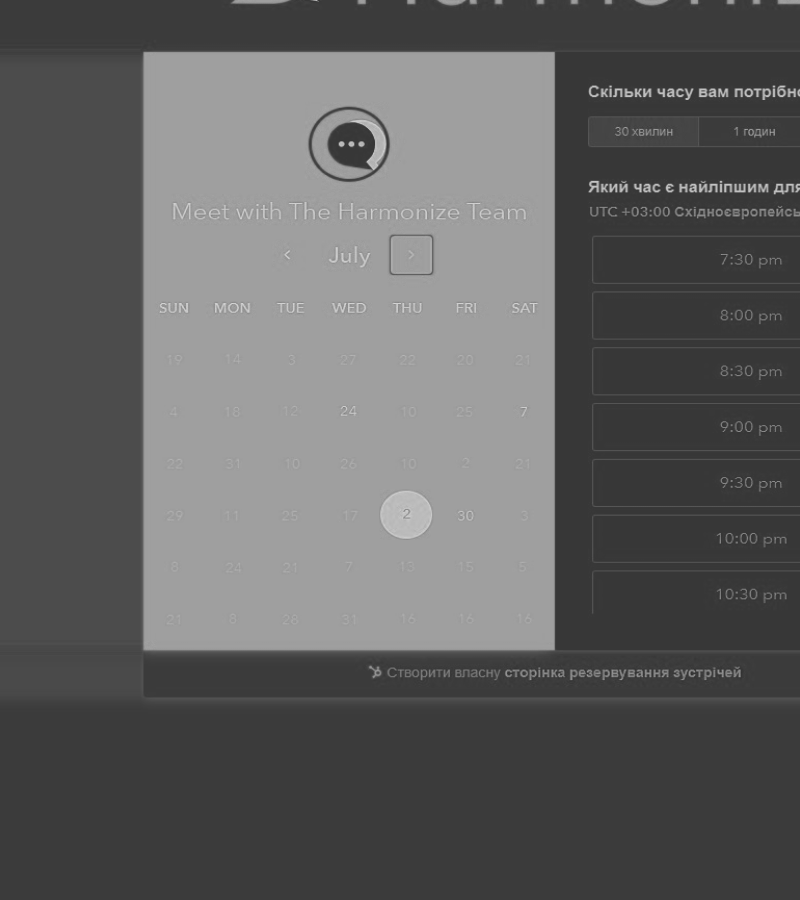 Meet with The Harmonize Team
July
SUN MON TUE WED THU FRI SAT
19 14 3 27 22 20 21
4 18 12 24 10 25 7
22 31 10 26 10 2 21
29 11 25 17 2 30 3
8 24 21 7 13 15 5
21 8 28 31 16 16 16
Скільки часу вам
30 хвилин 1 годин
Який час є найліпшим для
UTC +03:00
7:30 pm
8:00 pm
8:30 pm
9:00 pm
9:30 pm
10:00 pm
10:30 pm
Створити власну сторінка резервування зустрічей